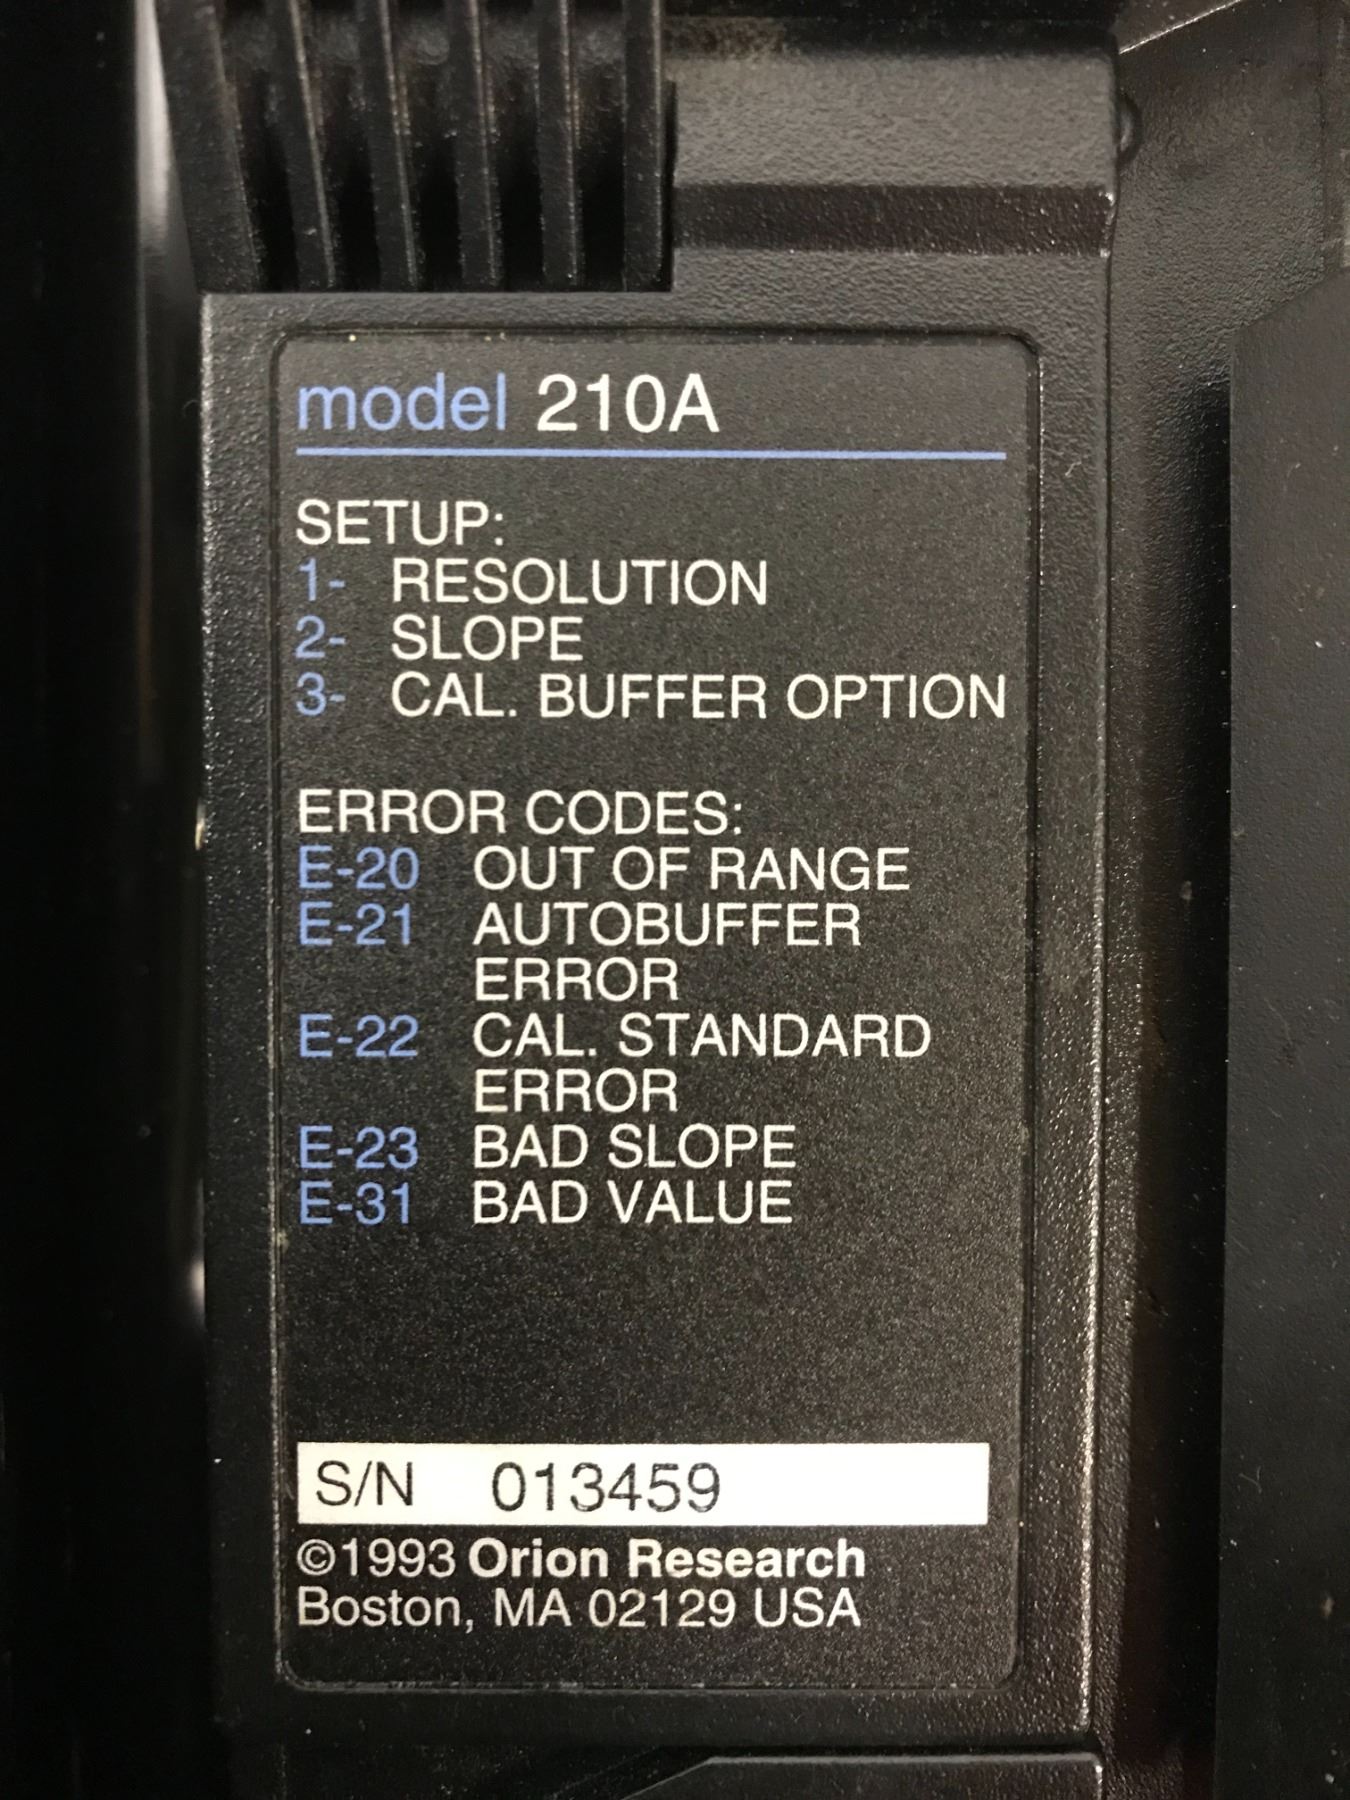 model 210A
SETUP:
1- RESOLUTION
2- SLOPE
3- CAL. BUFFER OPTION
ERROR CODES:
E-20 OUT OF RANGE
E-21 AUTOBUFFER
ERROR
E-22 CAL. STANDARD
ERROR
E-23 BAD SLOPE
E-31 BAD VALUE
S/N 013459
©1993 Orion Research
Boston, MA 02129 USA